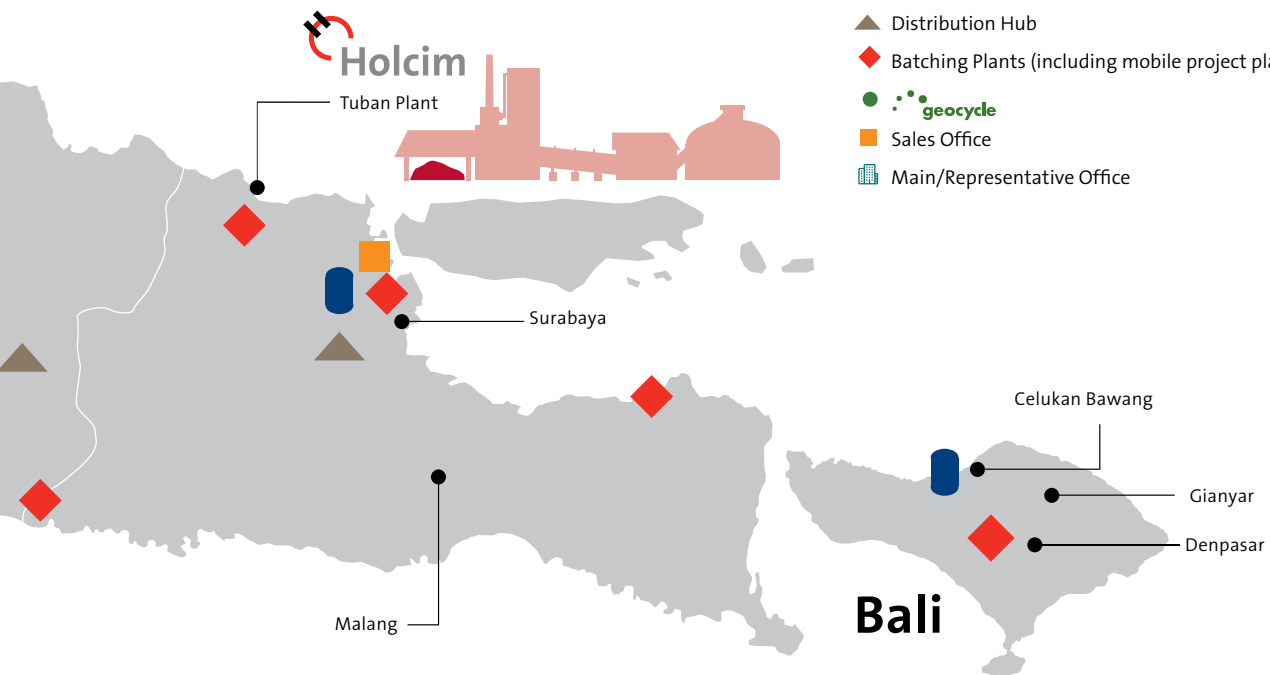 Distribution Hub
Holcim
Batching Plants (including mobile project pla
Tuban Plant
geocycle
Sales Office
Main/Representative Office
Surabaya
Celukan Bawang
Gianyar
Denpasar
Bali
Malang